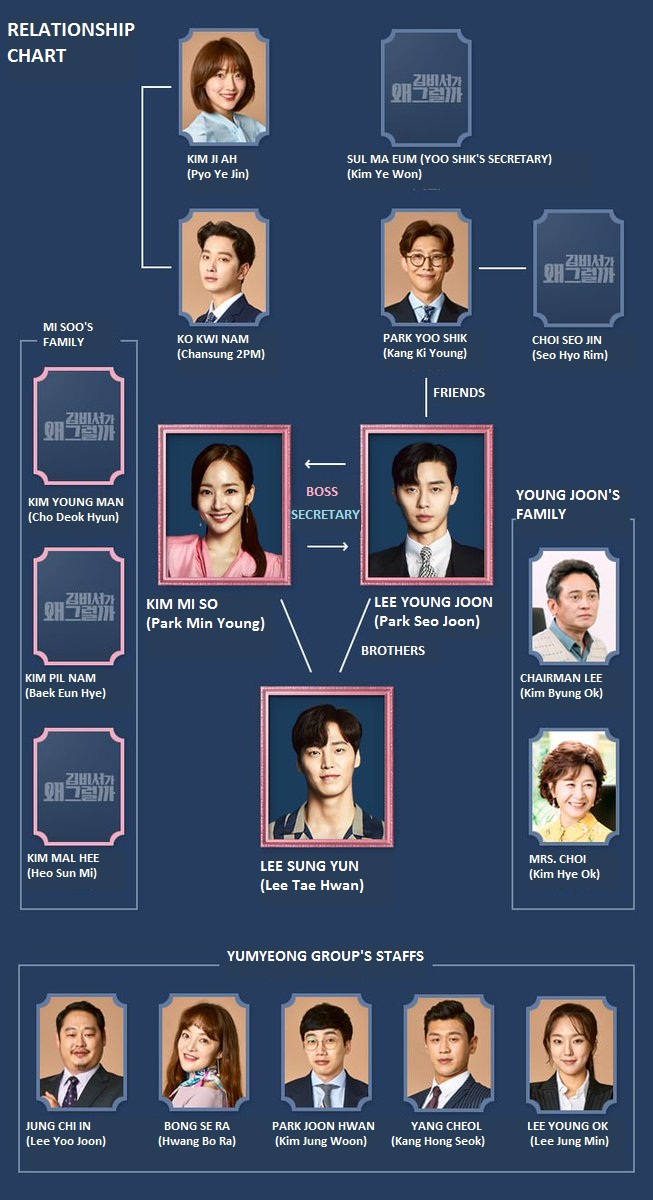 RELATIONSHIP
CHART
KIM JI AH
(Pyo Ye Jin)
김비서가
왜그럴까
SUL MA EUM (YOO SHIK'S SECRETARY)
(Kim Ye Won)
KO KWI NAM
(Chansung 2PM)
PARK YOO SHIK
(Kang Ki Young)
김비서가
왜그럴까
CHOI SEO JIN
(Seo Hyo Rim)
MI SOO'S
FAMILY
김비서가
왜그럴까
KIM YOUNG MAN
(Cho Deok Hyun)
김비서가
왜그럴까
KIM PIL NAM
(Baek Eun Hye)
김비서가
왜그럴까
KIM MAL HEE
(Heo Sun Mi)
FRIENDS
BOSS
SECRETARY
KIM MI SO
(Park Min Young)
LEE YOUNG JOON
(Park Seo Joon)
BROTHERS
LEE SUNG YUN
(Lee Tae Hwan)
YOUNG JOON'S
FAMILY
CHAIRMAN LEE
(Kim Byung Ok)
MRS. CHOI
(Kim Hye Ok)
YUMYEONG GROUP'S STAFFS
JUNG CHI IN
(Lee Yoo Joon)
BONG SE RA
(Hwang Bo Ra)
PARK JOON HWAN
(Kim Jung Woon)
YANG CHEOL
(Kang Hong Seok)
LEE YOUNG OK
(Lee Jung Min)